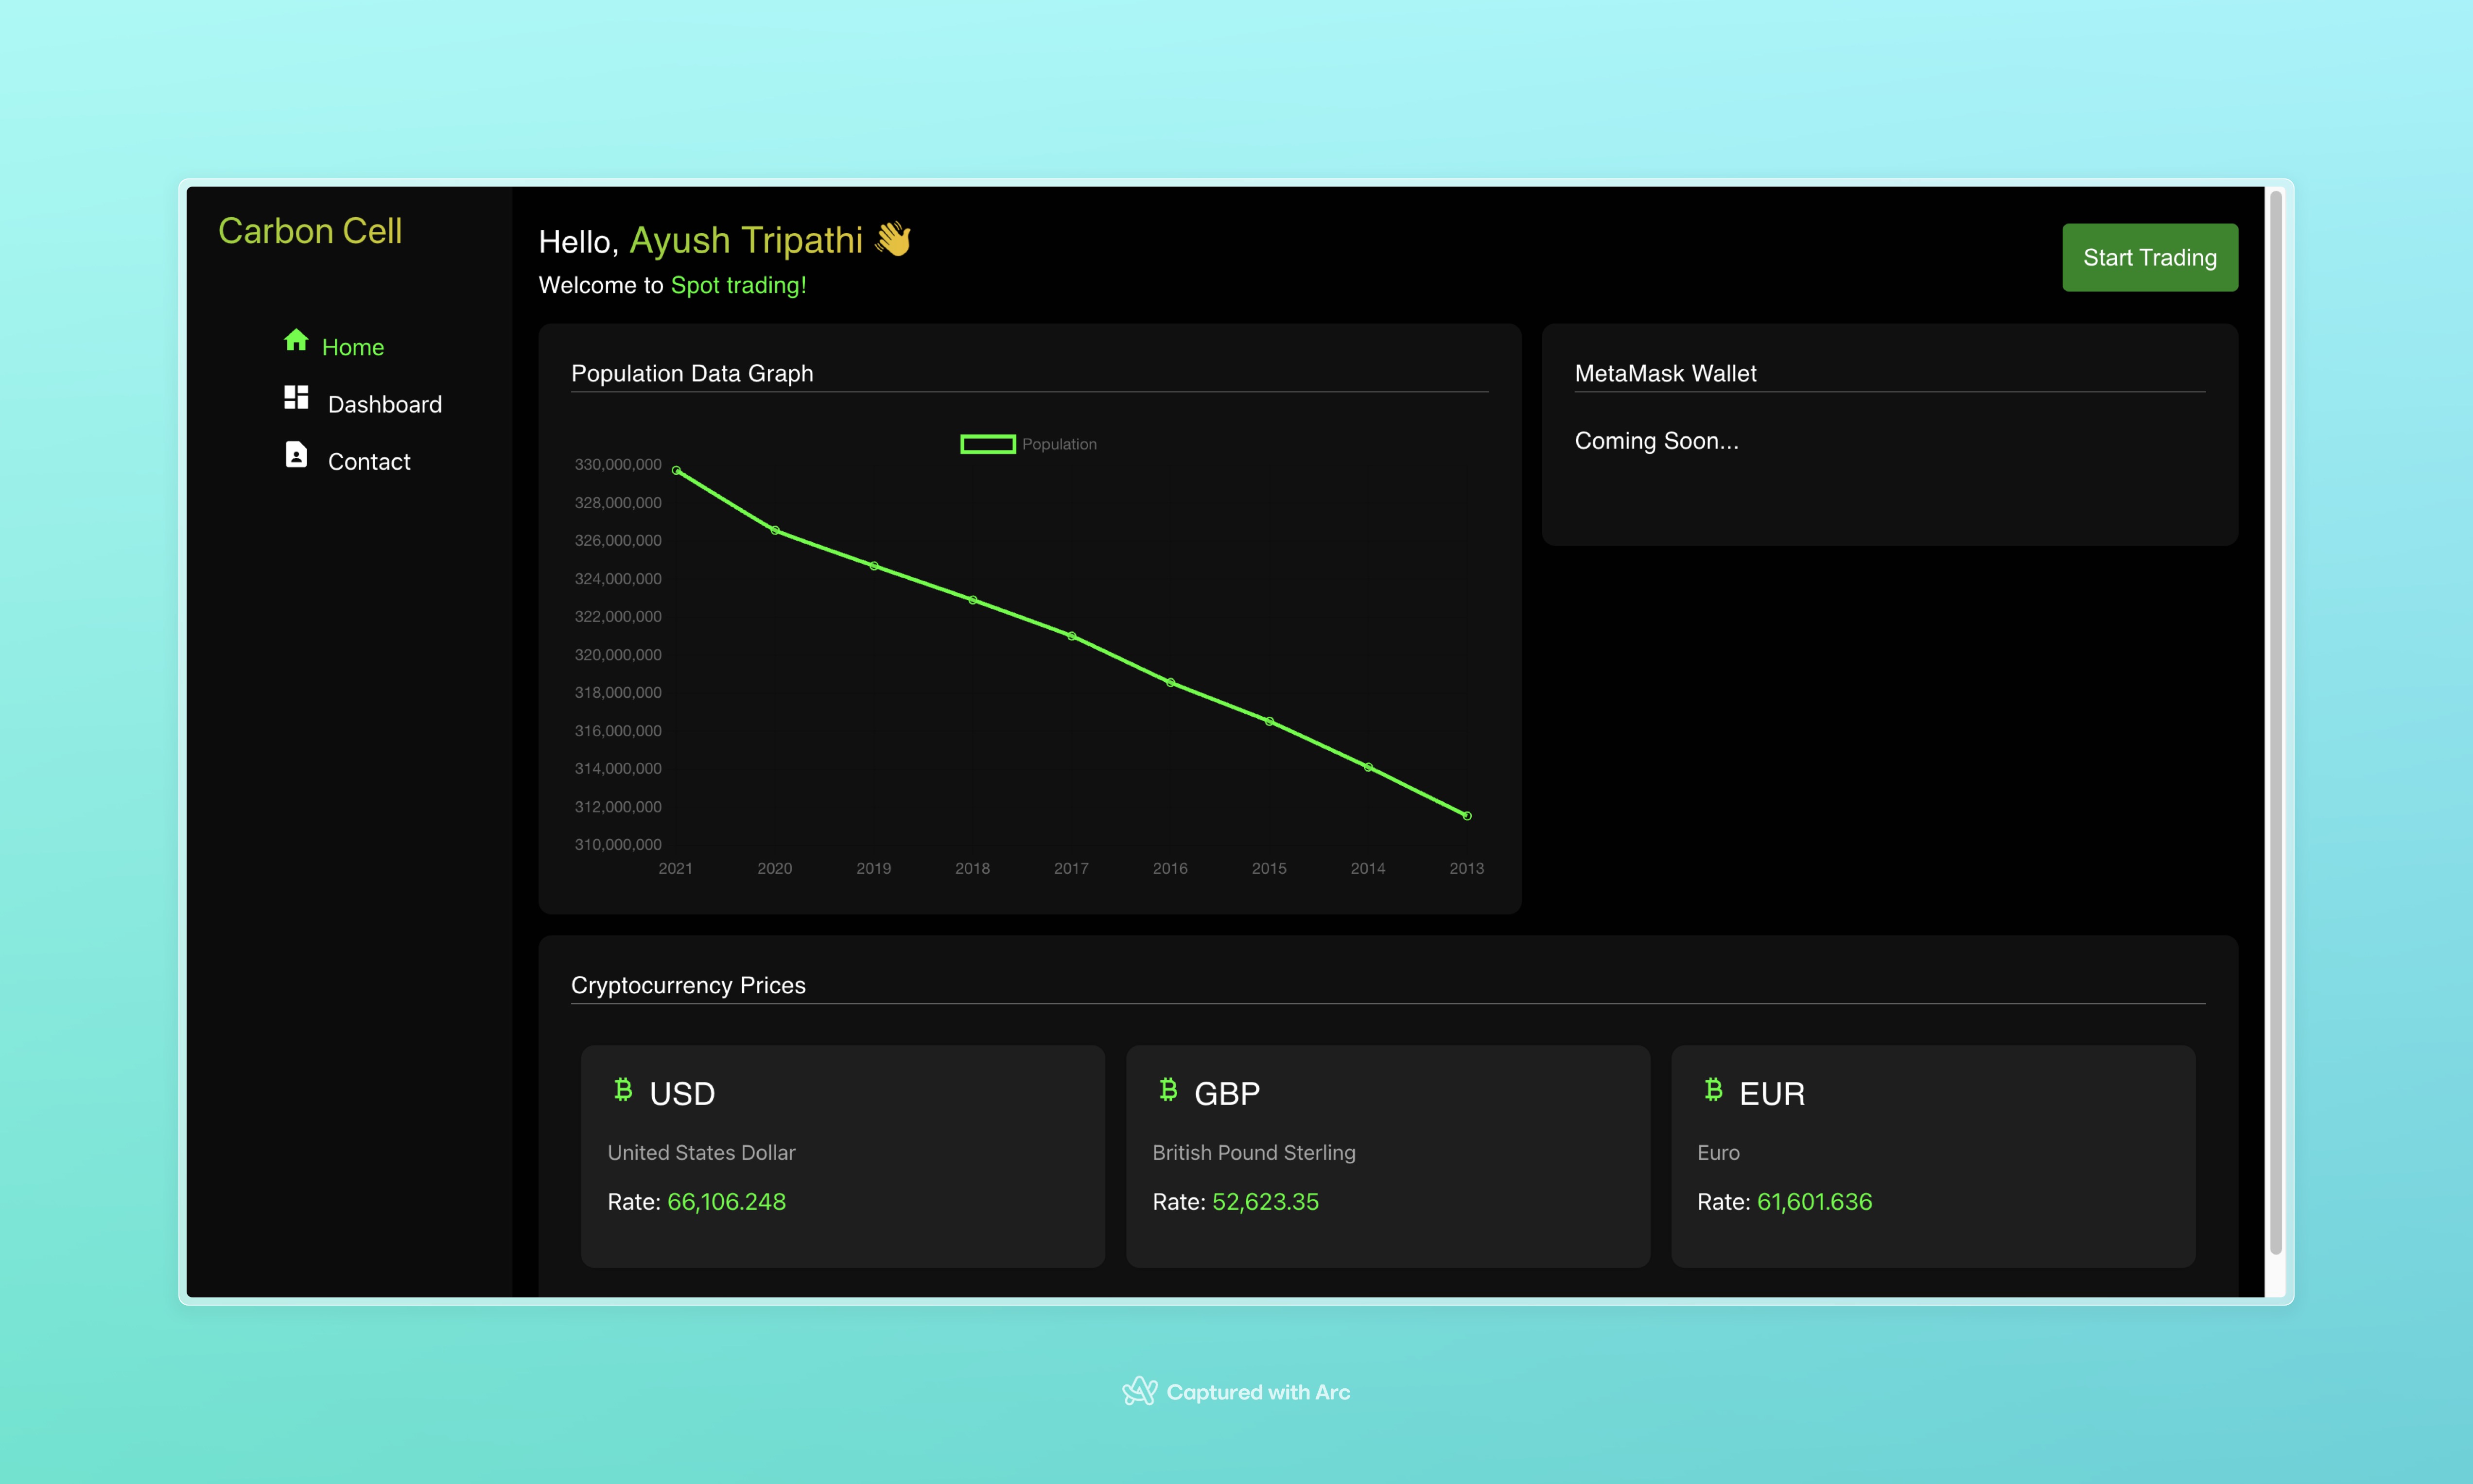 Carbon Cell
Home
Dashboard
Contact
Hello, Ayush Tripathi 👋
Welcome to Spot trading!
Start Trading
Population Data Graph
Population
330,000,000
328,000,000
326,000,000
324,000,000
322,000,000
320,000,000
318,000,000
316,000,000
314,000,000
312,000,000
310,000,000
2021 2020 2019 2018 2017 2016 2015 2014 2013
MetaMask Wallet
Coming Soon...
Cryptocurrency Prices
₿ USD
United States Dollar
Rate: 66,106.248
₿ GBP
British Pound Sterling
Rate: 52,623.35
₿ EUR
Euro
Rate: 61,601.636
Captured with Arc